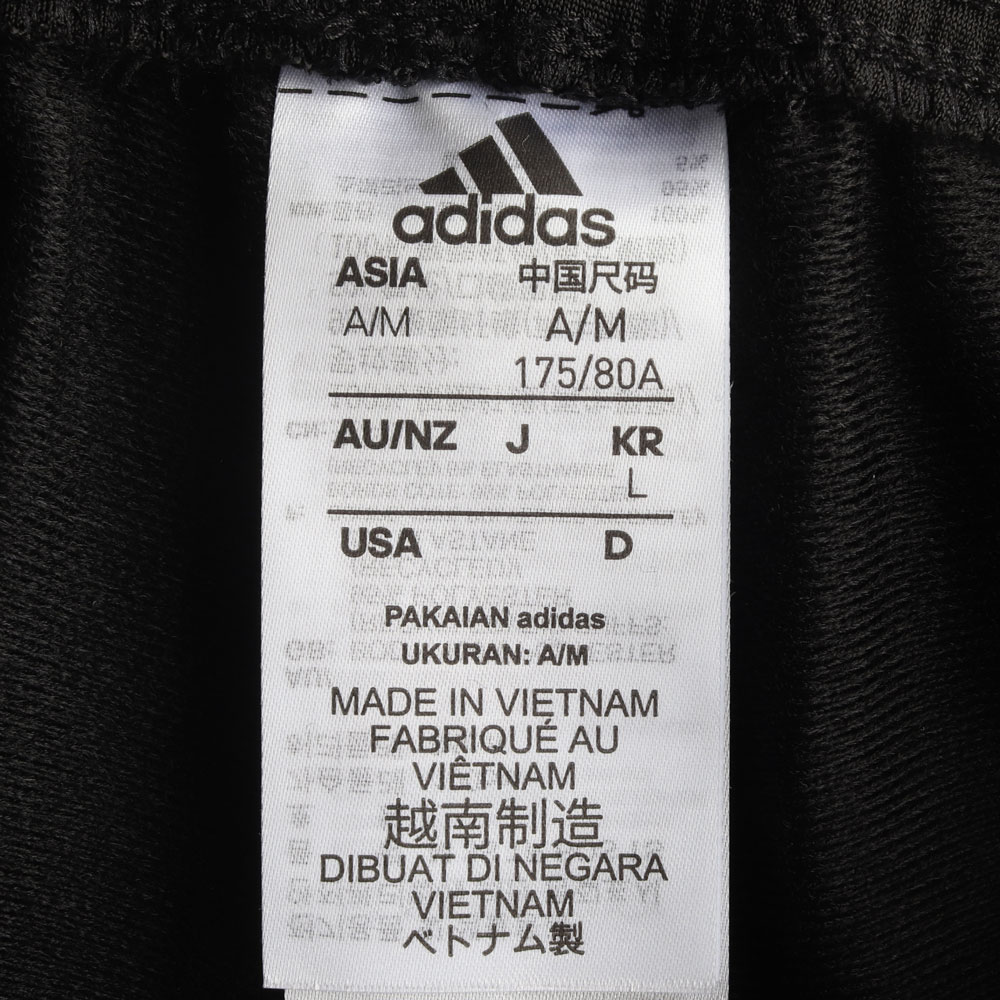 adidas
ASIA 中国尺码
A/M A/M
175/80A
AU/NZ J KR
L
USA D
PAKAIAN adidas
UKURAN: A/M
MADE IN VIETNAM
FABRIQUÉ AU
VIÊTNAM
越南制造
DIBUAT DI NEGARA
VIETNAM
ベトナム製